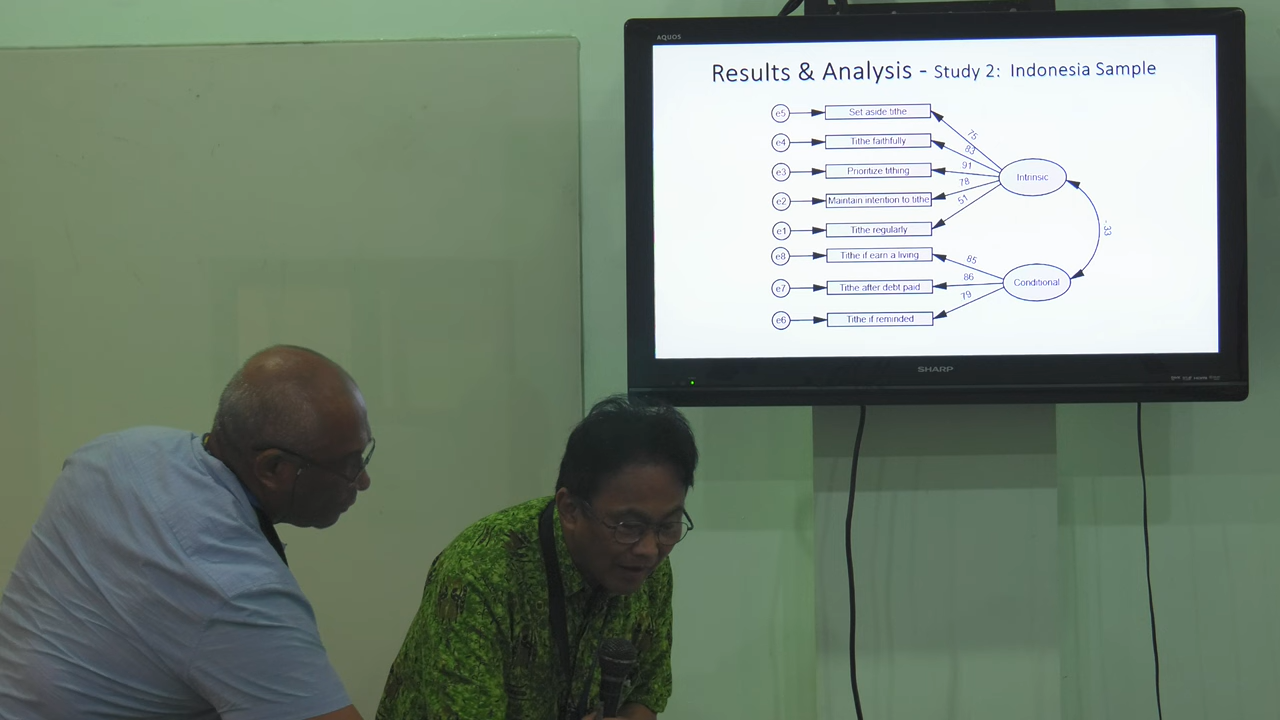 AQUOS
Results & Analysis - Study 2: Indonesia Sample
e5 Set aside tithe 75
e4 Tithe faithfully 83
e3 Prioritize tithing 91 Intrinsic
e2 Maintain intention to tithe 78
e1 Tithe regularly 51
-33
e8 Tithe if earn a living 85
e7 Tithe after debt paid 86 Conditional
e6 Tithe if reminded 79
SHARP